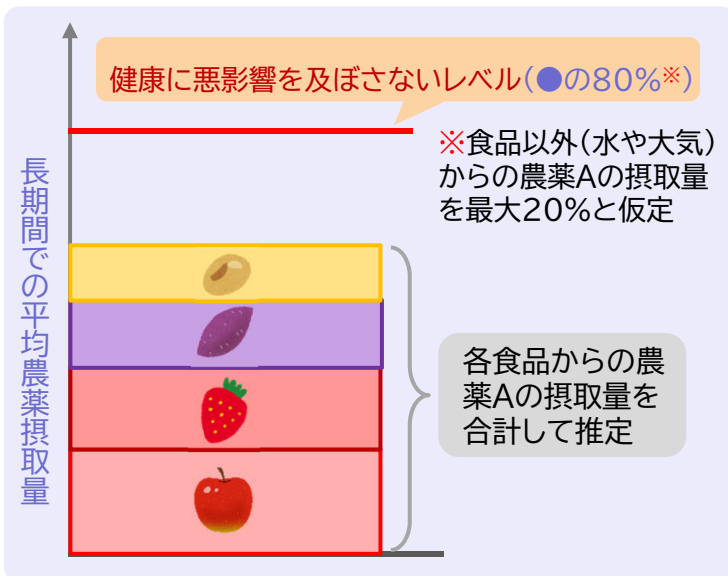 健康に悪影響を及ぼさないレベル(●の80%※)
※食品以外(水や大気)
からの農薬Aの摂取量
を最大20%と仮定
長期間での平均農薬摂取量
各食品からの農
薬Aの摂取量を
合計して推定